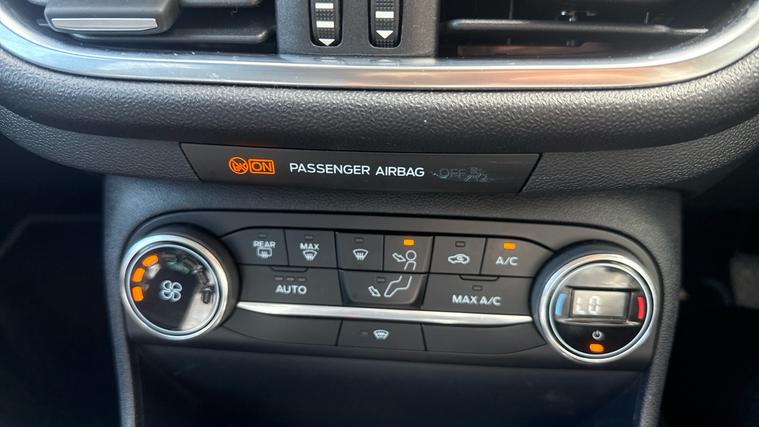 ON PASSENGER AIRBAG OFF
REAR MAX A/C
AUTO MAX A/C LO